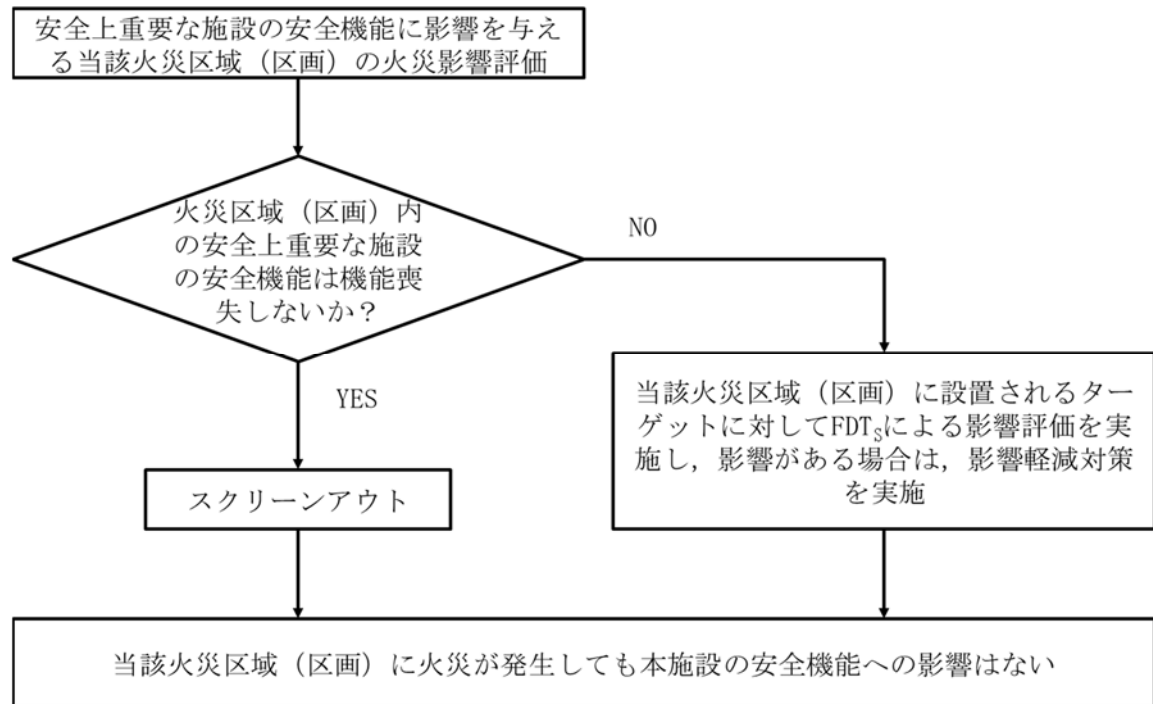 安全上重要な施設の安全機能に影響を与え
る当該火災区域（区画）の火災影響評価
火災区域（区画）内
の安全上重要な施設
の安全機能は機能喪
失しないか？
NO
YES
当該火災区域（区画）に設置されるター
ゲットに対してFDTSによる影響評価を実
施し，影響がある場合は，影響軽減対策
を実施
スクリーンアウト
当該火災区域（区画）に火災が発生しても本施設の安全機能への影響はない